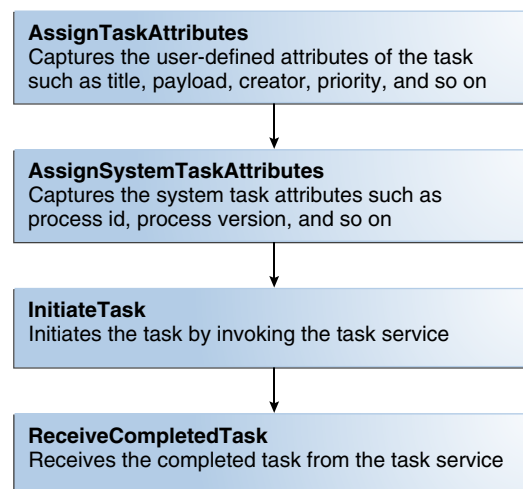 AssignTaskAttributes
Captures the user-defined attributes of the task
such as title, payload, creator, priority, and so on
AssignSystemTaskAttributes
Captures the system task attributes such as
process id, process version, and so on
InitiateTask
Initiates the task by invoking the task service
ReceiveCompletedTask
Receives the completed task from the task service